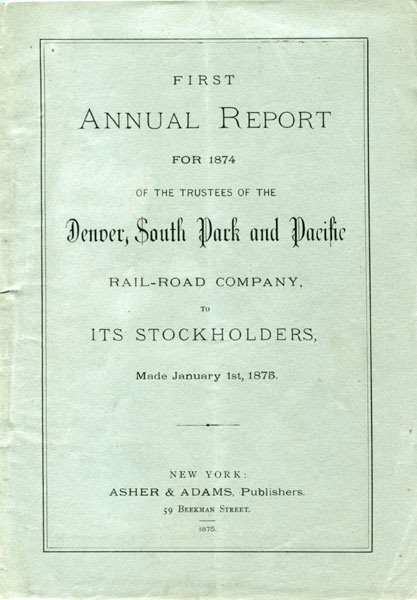 FIRST
ANNUAL REPORT
FOR 1874
OF THE TRUSTEES OF THE
Denver, South Park and Pacific
RAIL-ROAD COMPANY,
TO
ITS STOCKHOLDERS,
Made January 1st, 1875.
NEW YORK:
ASHER & ADAMS, Publishers.
59 BEEKMAN STREET.
1875.